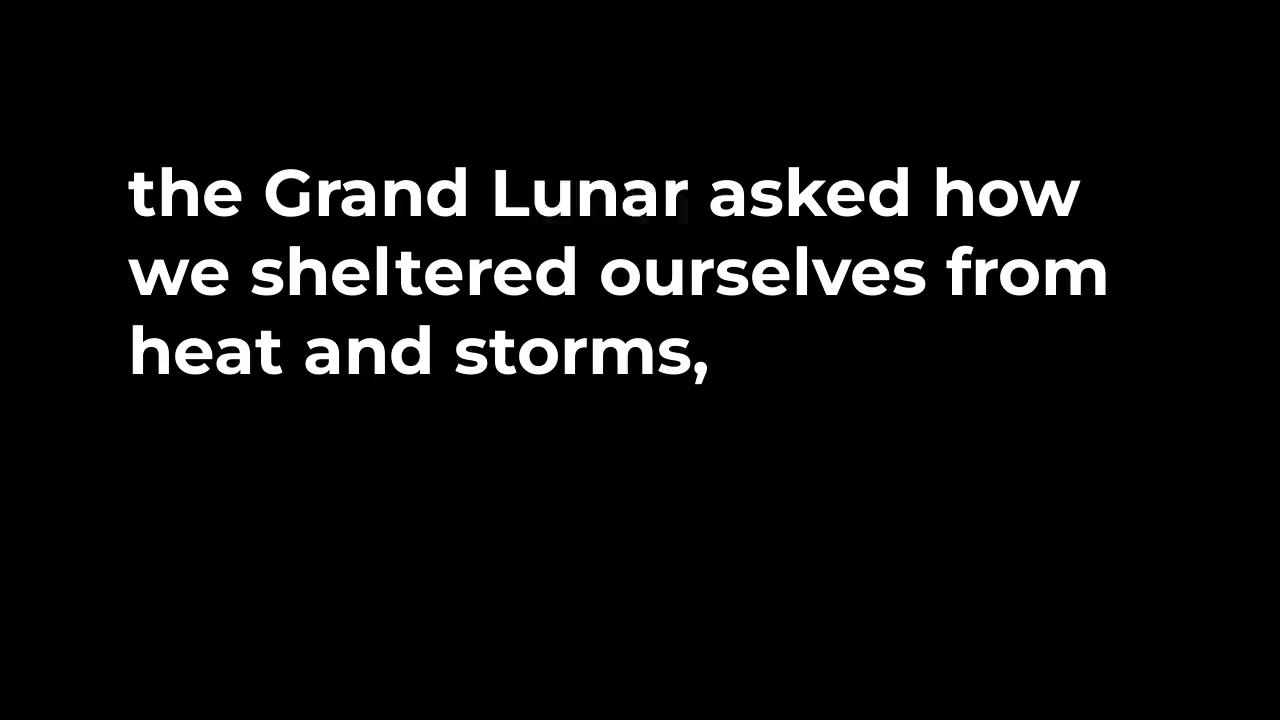 the Grand Lunar asked how
we sheltered ourselves from
heat and storms,